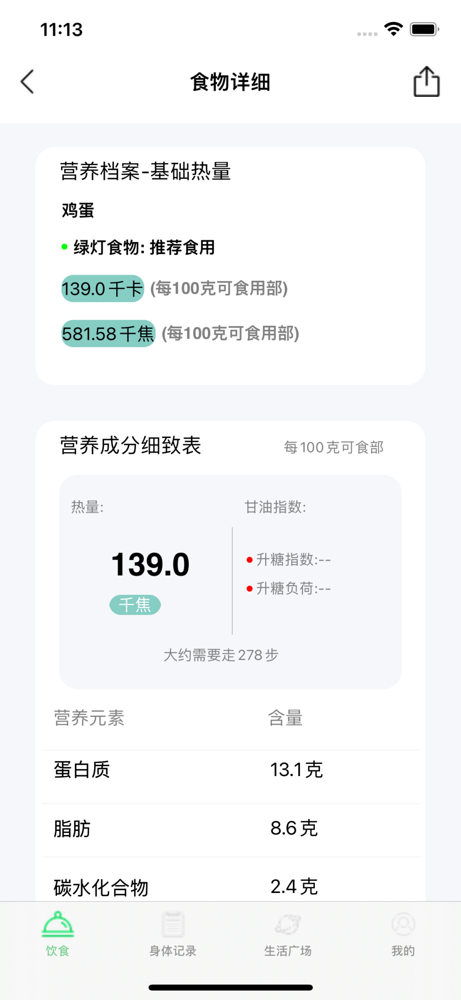 11:13
食物详细
营养档案-基础热量
鸡蛋
绿灯食物: 推荐食用
139.0千卡 (每100克可食用部)
581.58千焦 (每100克可食用部)
营养成分细致表 每100克可食部
热量: 甘油指数:
139.0
千焦
升糖指数:--
升糖负荷:--
大约需要走278步
营养元素 含量
蛋白质 13.1克
脂肪 8.6克
碳水化合物 2.4克
饮食 身体记录 生活广场 我的